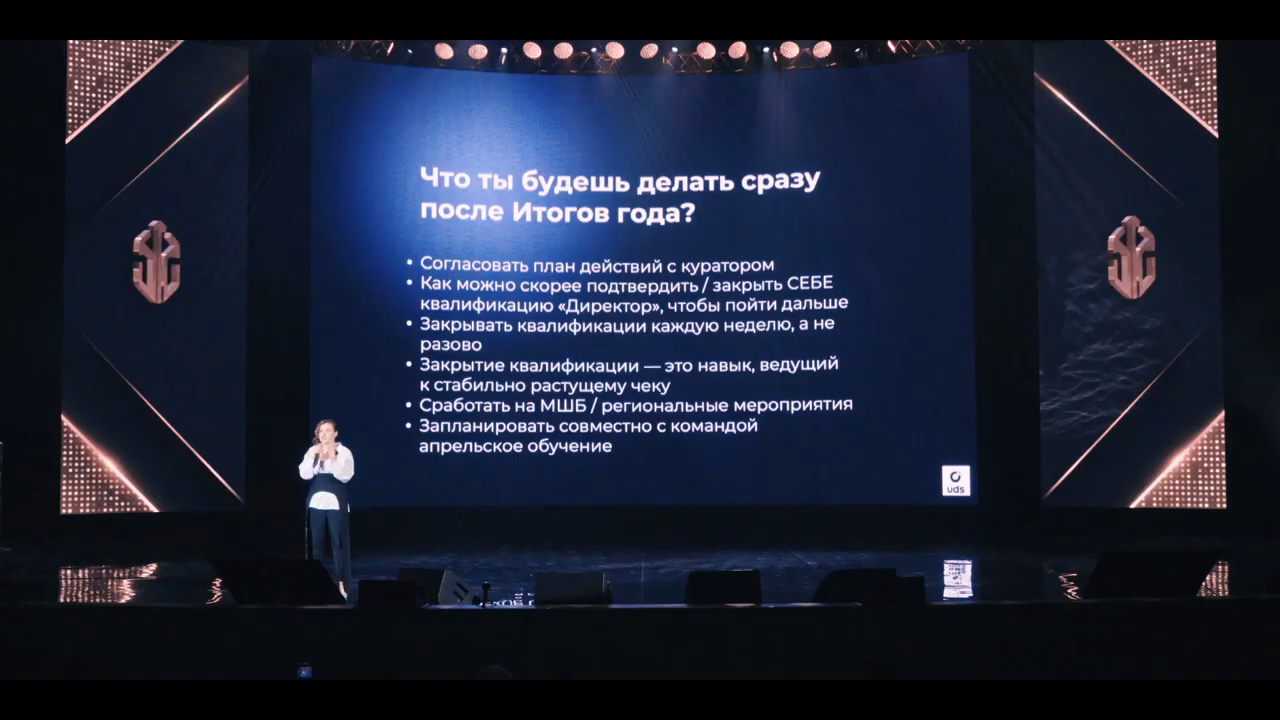 Что ты будешь делать сразу
после Итогов года?
• Согласовать план действий с куратором
• Как можно скорее подтвердить / закрыть СЕБЕ
квалификацию «Директор», чтобы пойти дальше
• Закрывать квалификации каждую неделю, а не
разово
• Закрытие квалификации — это навык, ведущий
к стабильно растущему чеку
• Сработать на МШБ / региональные мероприятия
• Запланировать совместно с командой
апрельское обучение
uds